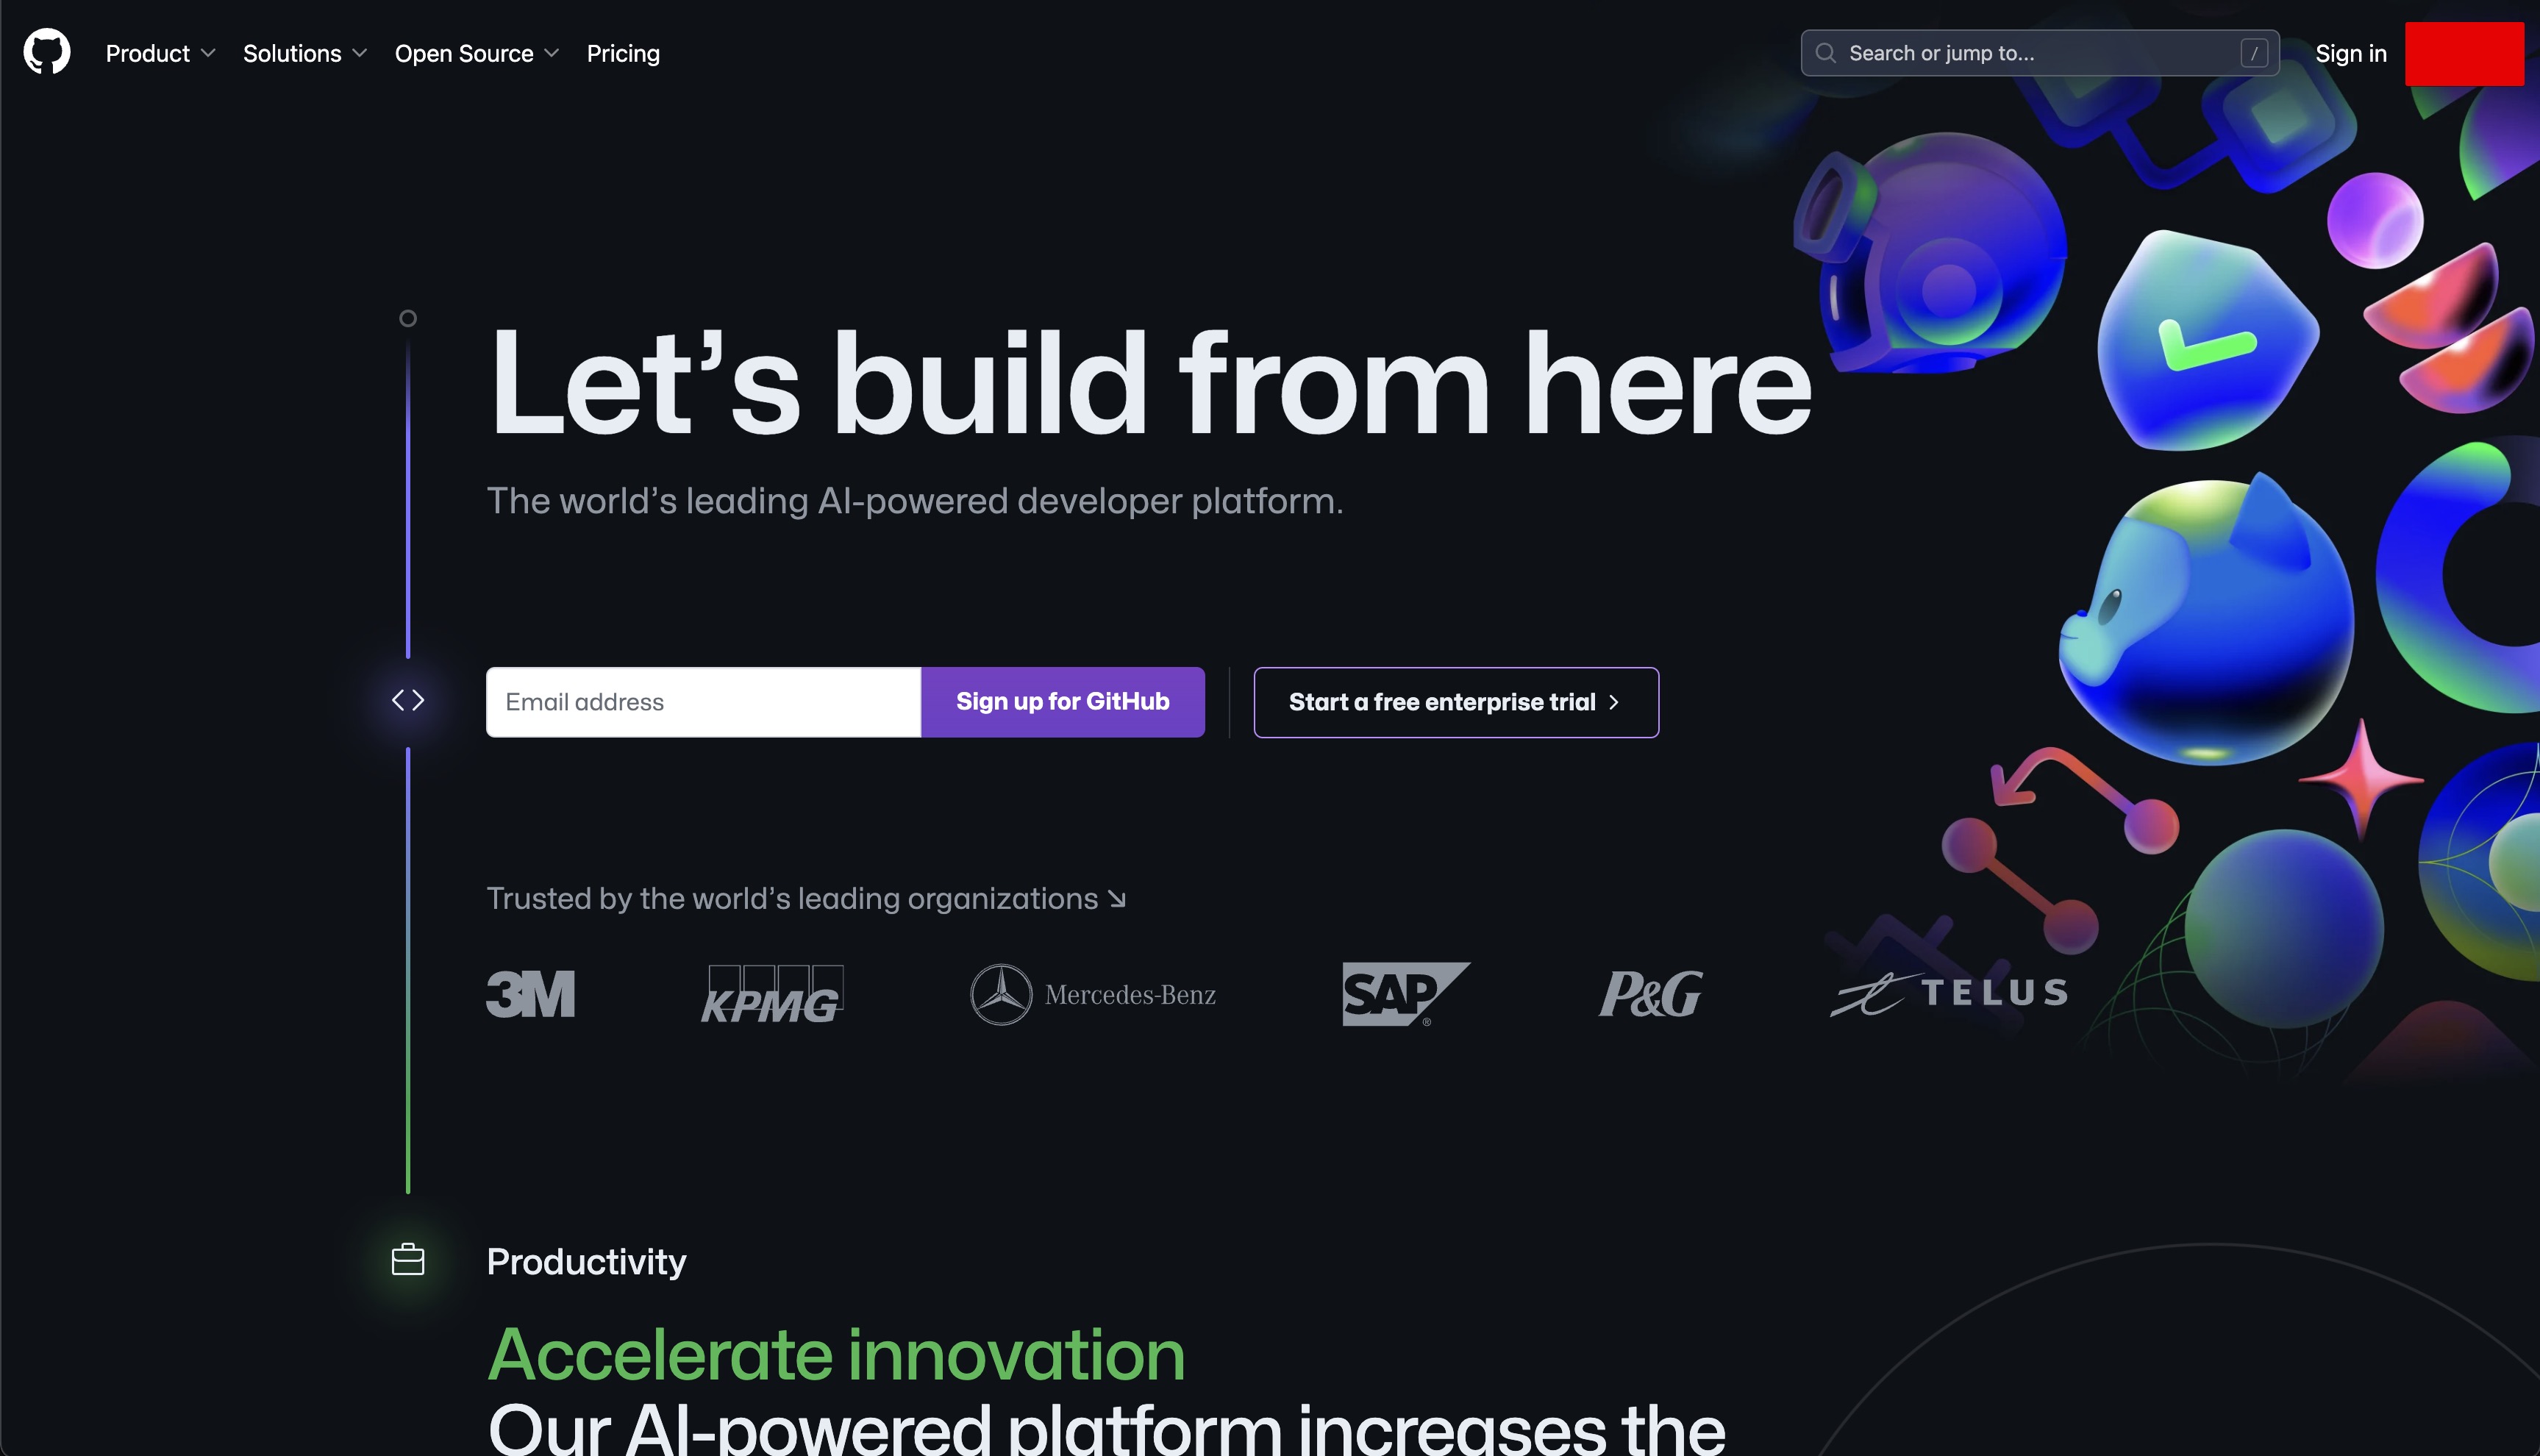 Product Solutions Open Source Pricing Search or jump to... / Sign in
Let’s build from here
The world’s leading AI-powered developer platform.
Email address Sign up for GitHub Start a free enterprise trial
Trusted by the world’s leading organizations
3M KPMG Mercedes-Benz SAP® P&G TELUS
Productivity
Accelerate innovation
Our AI-powered platform increases the